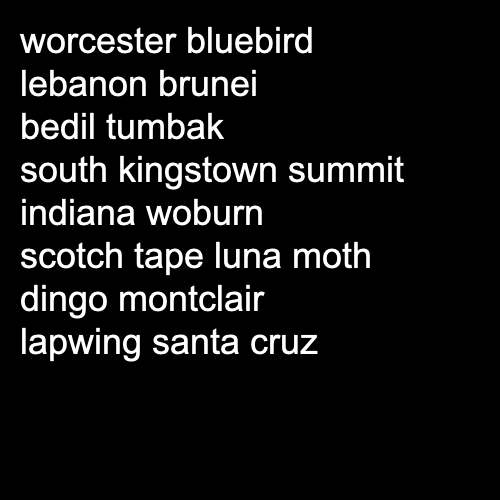 worcester bluebird
lebanon brunei
bedil tumbak
south kingstown summit
indiana woburn
scotch tape luna moth
dingo montclair
lapwing santa cruz